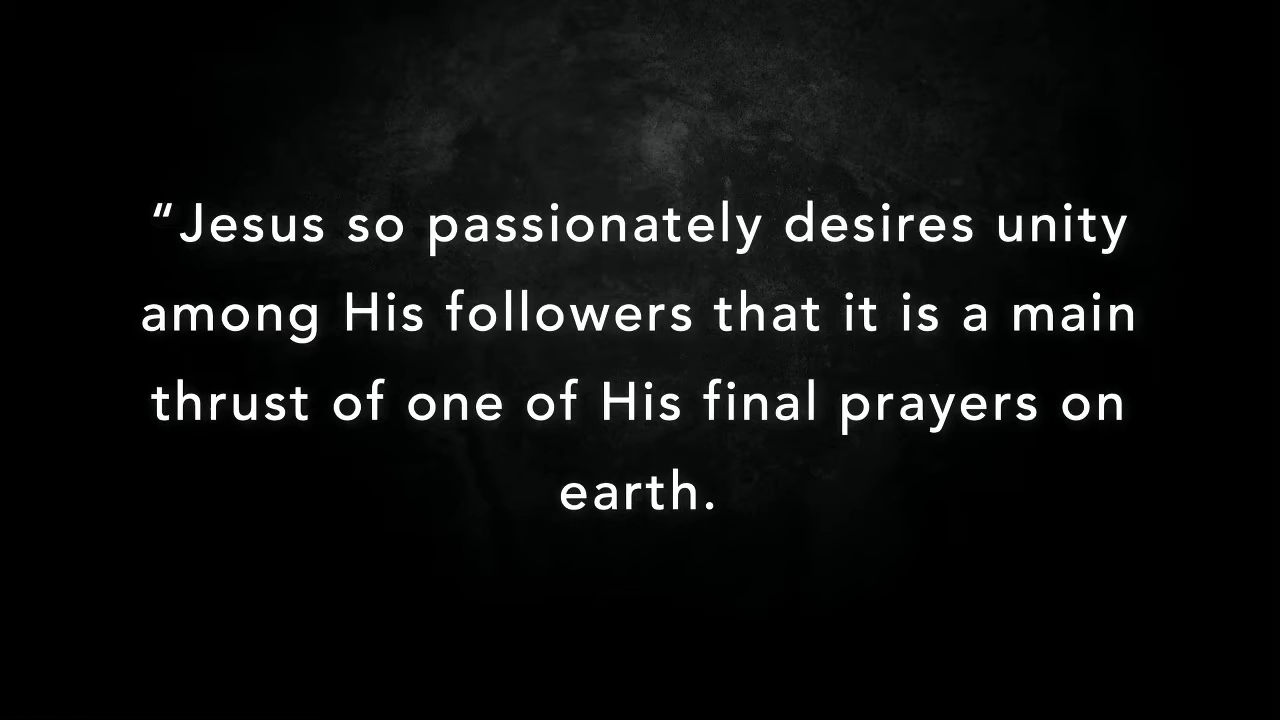 “Jesus so passionately desires unity
among His followers that it is a main
thrust of one of His final prayers on
earth.